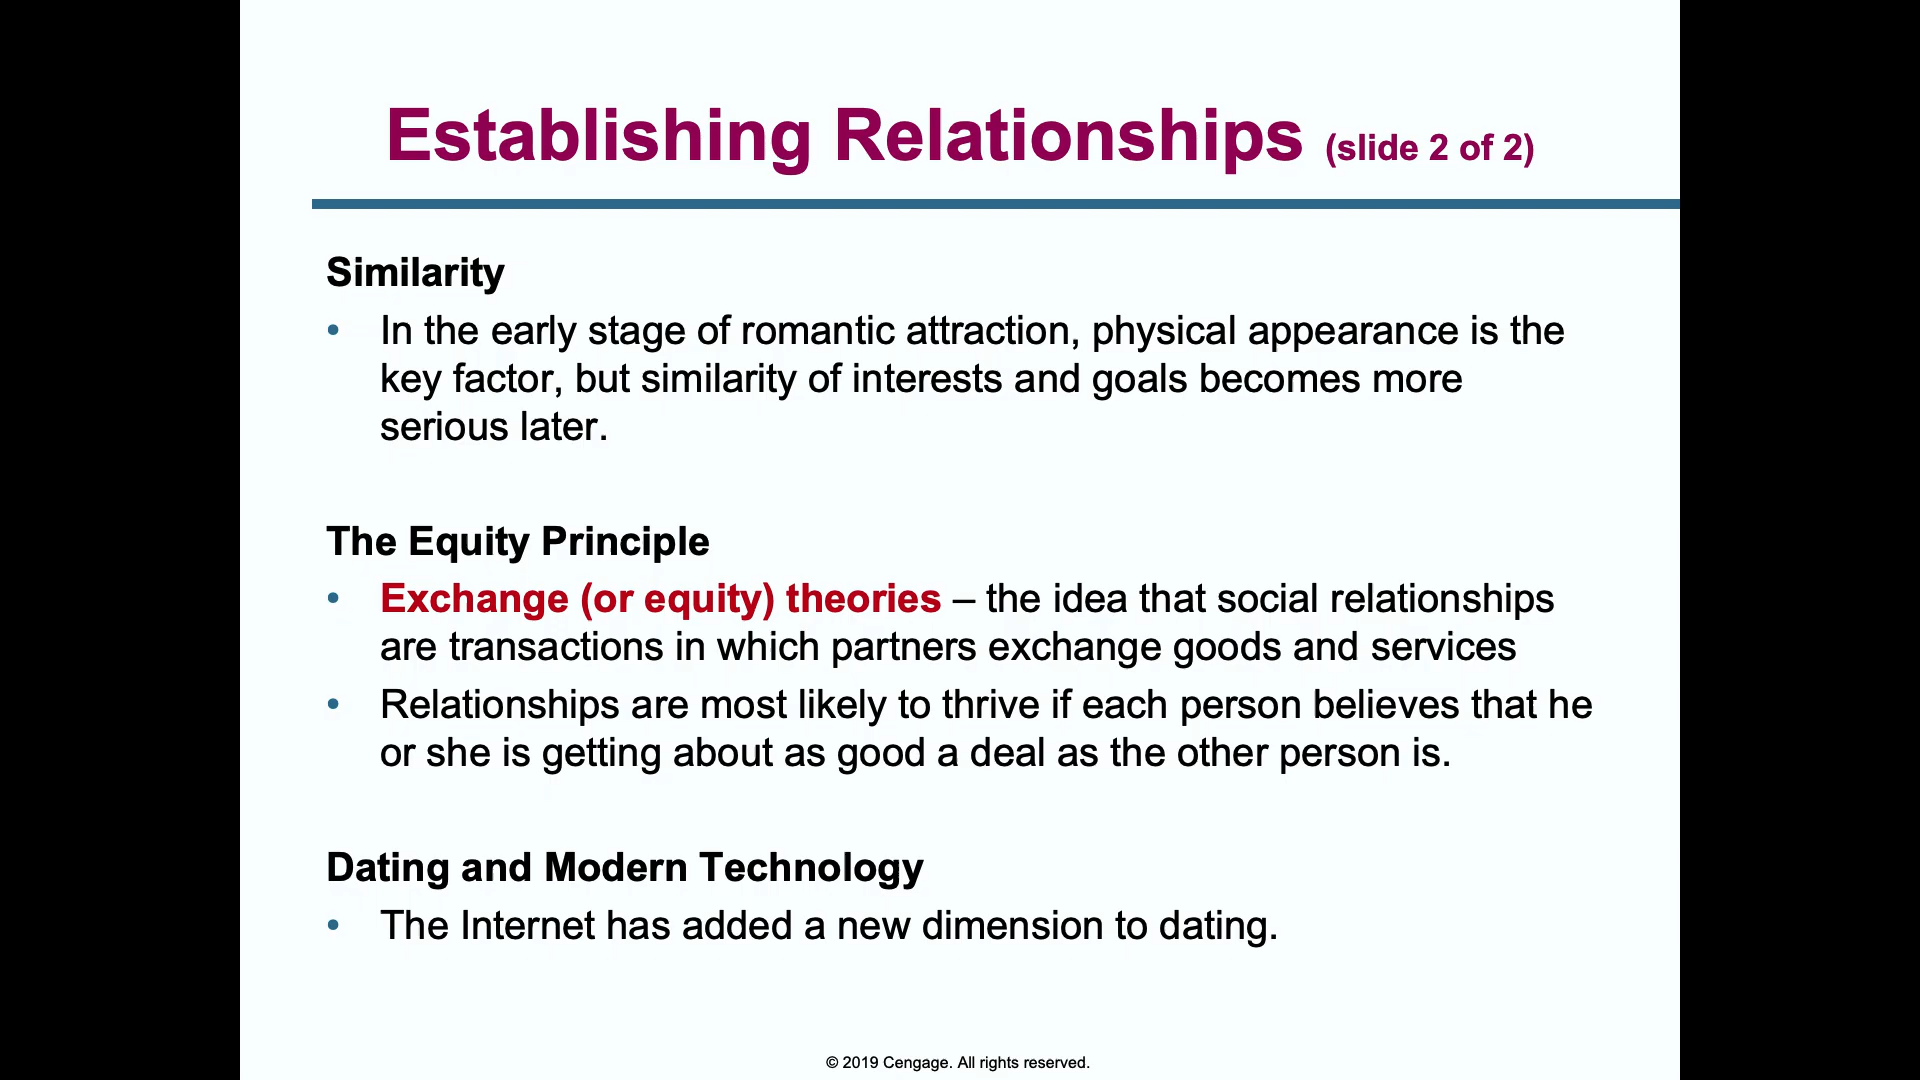 Establishing Relationships (slide 2 of 2)
Similarity
• In the early stage of romantic attraction, physical appearance is the
key factor, but similarity of interests and goals becomes more
serious later.
The Equity Principle
• Exchange (or equity) theories – the idea that social relationships
are transactions in which partners exchange goods and services
• Relationships are most likely to thrive if each person believes that he
or she is getting about as good a deal as the other person is.
Dating and Modern Technology
• The Internet has added a new dimension to dating.
© 2019 Cengage. All rights reserved.